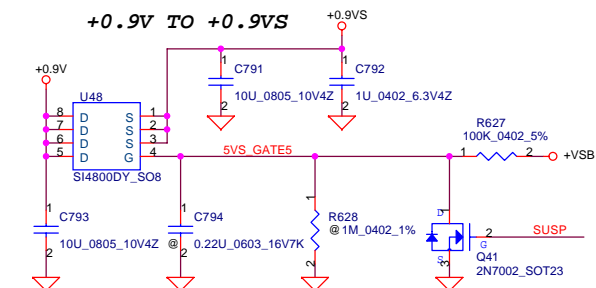 +0.9V TO +0.9VS
+0.9VS
+0.9V
U48
8 D S 1
7 D S 2
6 D S 3
5 D G 4
SI4800DY_SO8
1
C791
10U_0805_10V4Z
2
1
C792
1U_0402_6.3V4Z
2
5VS_GATE5
R627
100K_0402_5%
1 2
+VSB
1
C793
10U_0805_10V4Z
2
1
C794
@ 0.22U_0603_16V7K
2
1
R628
@ 1M_0402_1%
2
1
D
2
G
SUSP
S
3
Q41
2N7002_SOT23